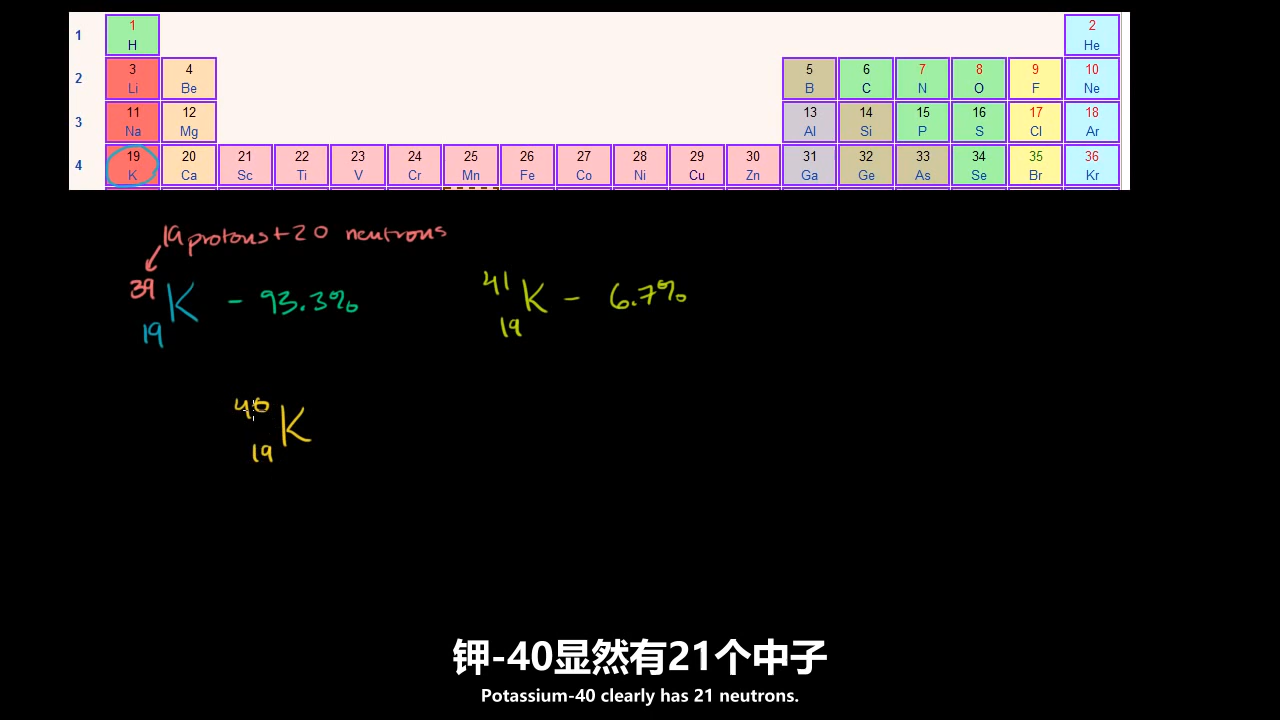 1 1 2
H He
2 3 4 5 6 7 8 9 10
Li Be B C N O F Ne
3 11 12 13 14 15 16 17 18
Na Mg Al Si P S Cl Ar
4 19 20 21 22 23 24 25 26 27 28 29 30 31 32 33 34 35 36
K Ca Sc Ti V Cr Mn Fe Co Ni Cu Zn Ga Ge As Se Br Kr
19 protons + 20 neutrons
39 19 K - 93.3%
41 19 K - 6.7%
40 19 K
钾-40显然有21个中子
Potassium-40 clearly has 21 neutrons.